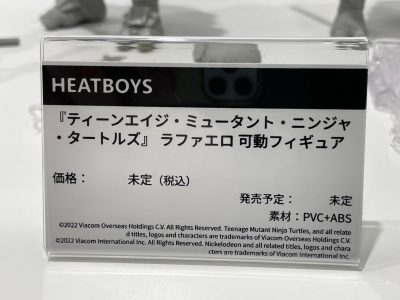 HEATBOYS
『ティーンエイジ・ミュータント・ニンジャ
・タートルズ』 ラファエロ 可動フィギュア
価格： 未定（税込）
発売予定： 未定
素材：PVC+ABS
©2022 Viacom Overseas Holdings C.V. All Rights Reserved. Teenage Mutant Ninja Turtles, and all relate
d titles, logos and characters are trademarks of Viacom Overseas Holdings C.V.
©2022 Viacom International Inc. All Rights Reserved. Nickelodeon and all related titles, logos and char
acters are trademarks of Viacom International Inc.